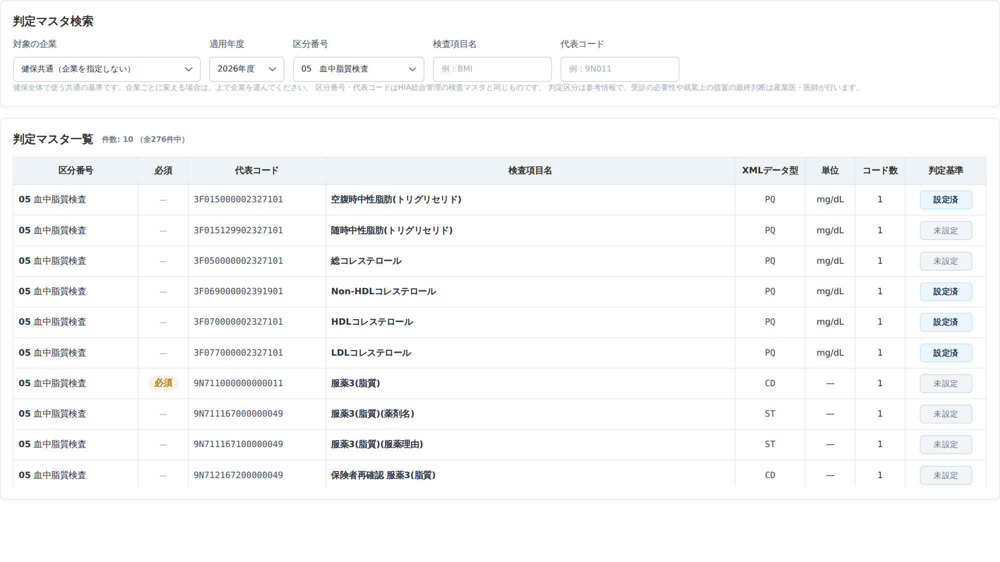 判定マスタ検索
対象の企業 適用年度 区分番号 検査項目名 代表コード
健保共通（企業を指定しない） 2026年度 05 血中脂質検査 例：BMI 例：9N011
健保全体で使う共通の基準です。企業ごとに変える場合は、上で企業を選んでください。 区分番号・代表コードはHIA総合管理の検査マスタと同じものです。 判定区分は参考情報で、受診の必要性や就業上の措置の最終判断は産業医・医師が行います。
判定マスタ一覧 件数: 10 （全276件中）
区分番号 必須 代表コード 検査項目名 XMLデータ型 単位 コード数 判定基準
05 血中脂質検査 — 3F015000002327101 空腹時中性脂肪(トリグリセリド) PQ mg/dL 1 設定済
05 血中脂質検査 — 3F015129902327101 随時中性脂肪(トリグリセリド) PQ mg/dL 1 未設定
05 血中脂質検査 — 3F050000002327101 総コレステロール PQ mg/dL 1 未設定
05 血中脂質検査 — 3F069000002391901 Non-HDLコレステロール PQ mg/dL 1 設定済
05 血中脂質検査 — 3F070000002327101 HDLコレステロール PQ mg/dL 1 設定済
05 血中脂質検査 — 3F077000002327101 LDLコレステロール PQ mg/dL 1 設定済
05 血中脂質検査 必須 9N711000000000011 服薬3(脂質) CD — 1 未設定
05 血中脂質検査 — 9N711167000000049 服薬3(脂質)(薬剤名) ST — 1 未設定
05 血中脂質検査 — 9N711167100000049 服薬3(脂質)(服薬理由) ST — 1 未設定
05 血中脂質検査 — 9N712167200000049 保険者再確認 服薬3(脂質) CD — 1 未設定